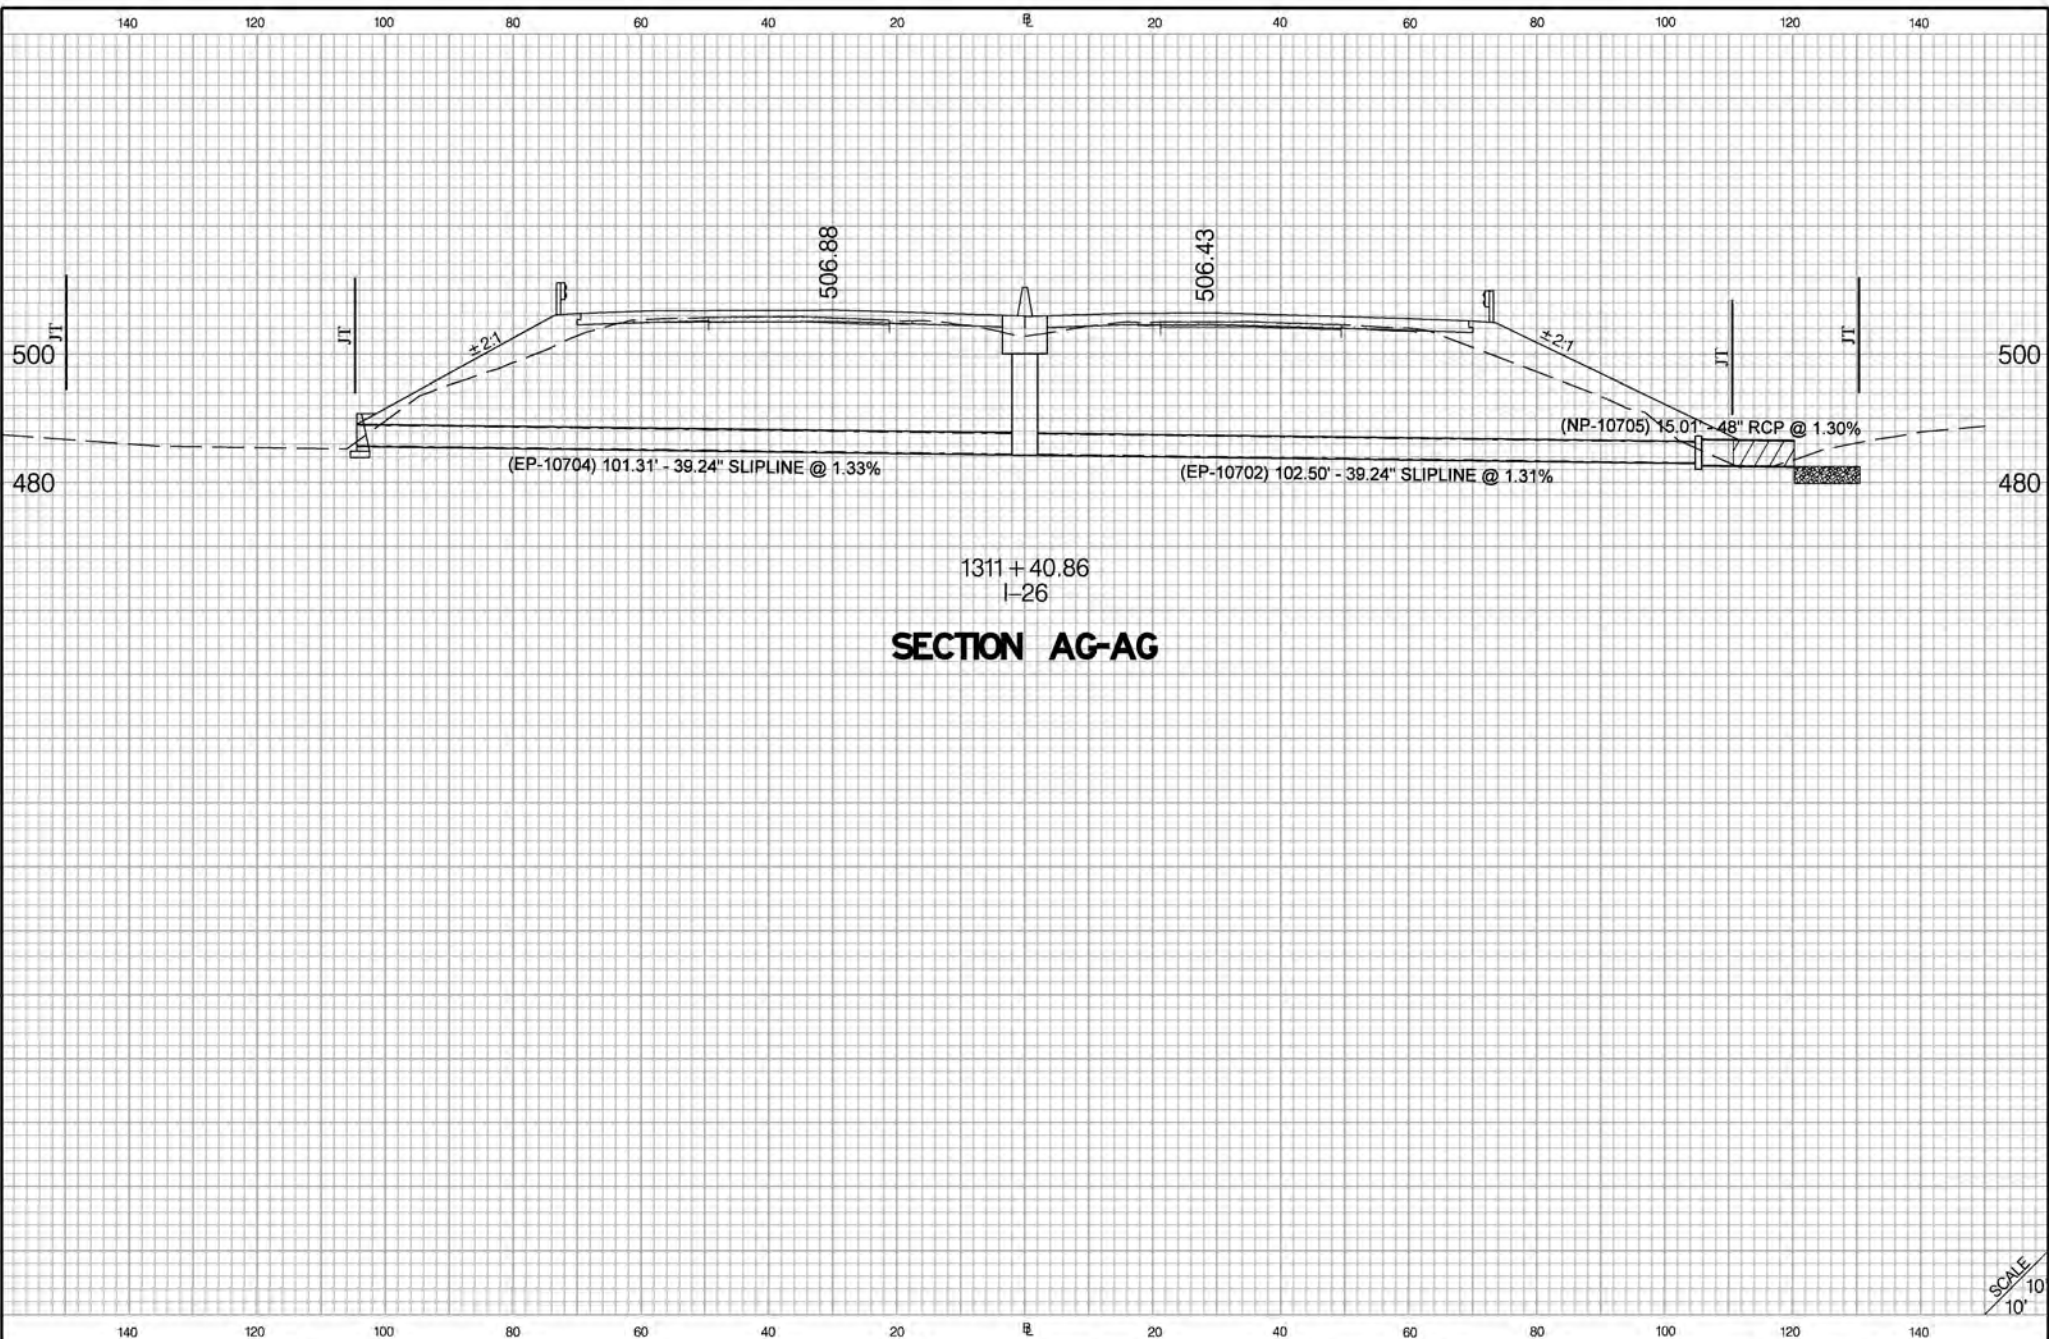 140 120 100 80 60 40 20 ℄ 20 40 60 80 100 120 140
506.88
506.43
JT
JT
JT
JT
±2:1
±2:1
500
500
(NP-10705) 15.01' - 48" RCP @ 1.30%
(EP-10704) 101.31' - 39.24" SLIPLINE @ 1.33%
(EP-10702) 102.50' - 39.24" SLIPLINE @ 1.31%
480
480
1311+40.86
I-26
SECTION AG-AG
SCALE
10'
10'
140 120 100 80 60 40 20 ℄ 20 40 60 80 100 120 140